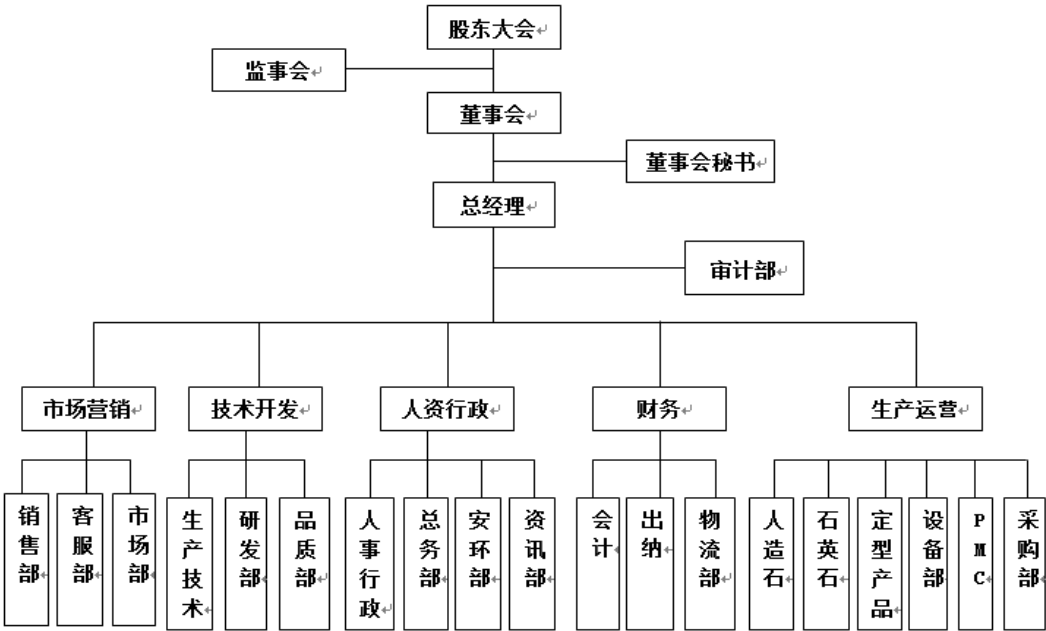 股东大会
监事会
董事会
董事会秘书
总经理
审计部
市场营销
技术开发
人资行政
财务
生产运营
销售部
客服部
市场部
生产技术
研发部
品质部
人事行政
总务部
安环部
资讯部
会计
出纳
物流部
人造石
石英石
定型产品
设备部
PMC
采购部